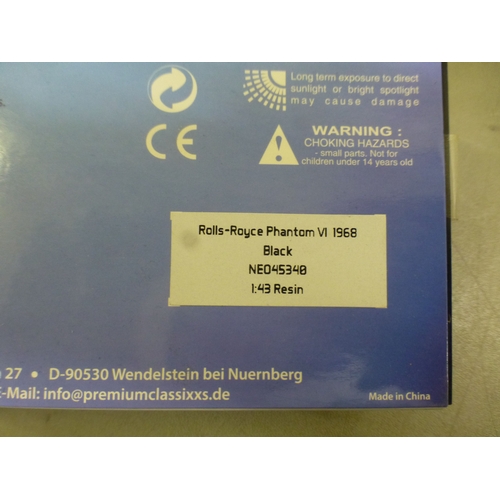 Long term exposure to direct
sunlight or bright spotlight
may cause damage
CE
WARNING :
CHOKING HAZARDS
- small parts. Not for
children under 14 years old
Rolls-Royce Phantom VI 1968
Black
NEO45340
1:43 Resin
27 • D-90530 Wendelstein bei Nuernberg
E-Mail: info@premiumclassixxs.de
Made in China